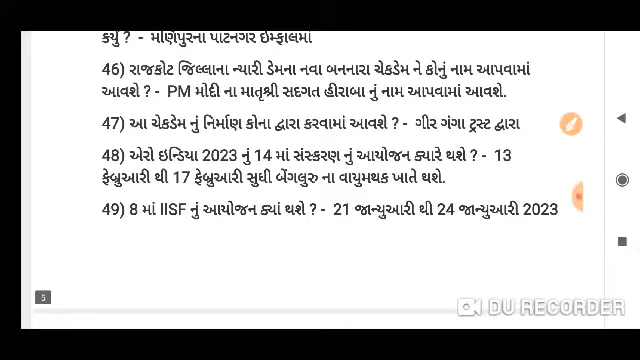 કર્યું ? - મણિપુરના પાટનગર ઇમ્ફાલમાં
46) રાજકોટ જિલ્લાના ન્યારી ડેમના નવા બનનારા ચેકડેમ ને કોનું નામ આપવામાં
આવશે ? - PM મોદી ના માતૃશ્રી સદગત હીરાબા નું નામ આપવામાં આવશે.
47) આ ચેકડેમ નું નિર્માણ કોના દ્વારા કરવામાં આવશે ? - ગીર ગંગા ટ્રસ્ટ દ્વારા
48) એરો ઇન્ડિયા 2023 નું 14 માં સંસ્કરણ નું આયોજન ક્યારે થશે ? - 13
ફેબ્રુઆરી થી 17 ફેબ્રુઆરી સુધી બેંગલુરુ ના વાયુમથક ખાતે થશે.
49) 8 માં IISF નું આયોજન ક્યાં થશે ? - 21 જાન્યુઆરી થી 24 જાન્યુઆરી 2023
5
DU RECORDER